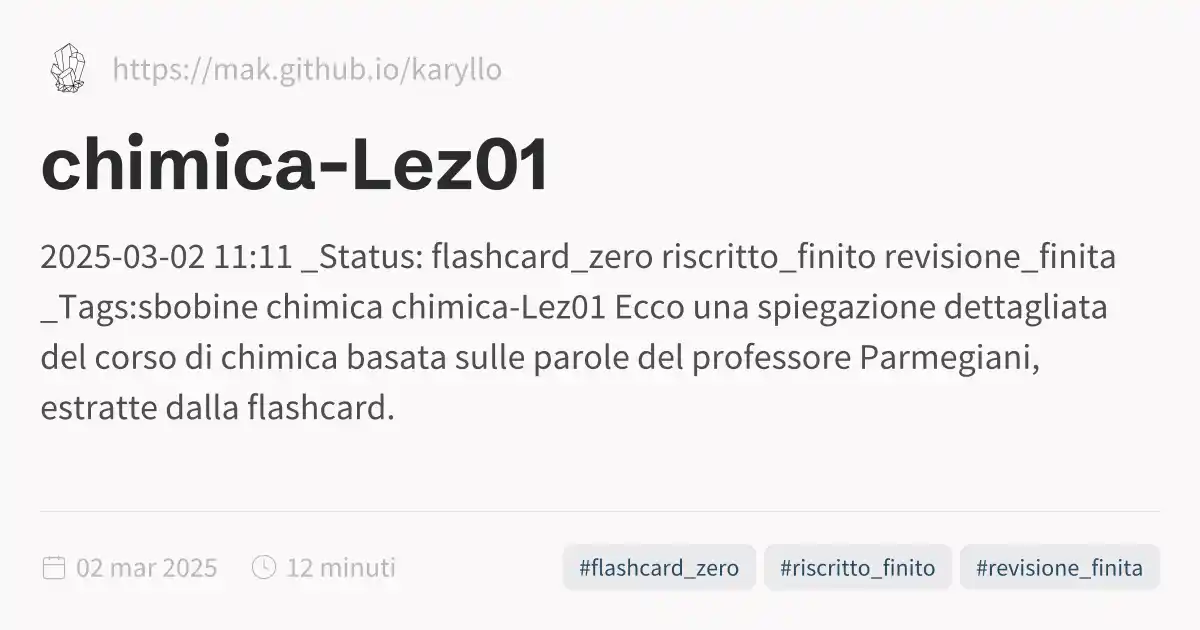 https://mak.github.io/karyllo
chimica-Lez01
2025-03-02 11:11 _Status: flashcard_zero riscritto_finito revisione_finita
_Tags:sbobine chimica chimica-Lez01 Ecco una spiegazione dettagliata
del corso di chimica basata sulle parole del professore Parmegiani,
estratte dalla flashcard.
02 mar 2025 12 minuti #flashcard_zero #riscritto_finito #revisione_finita